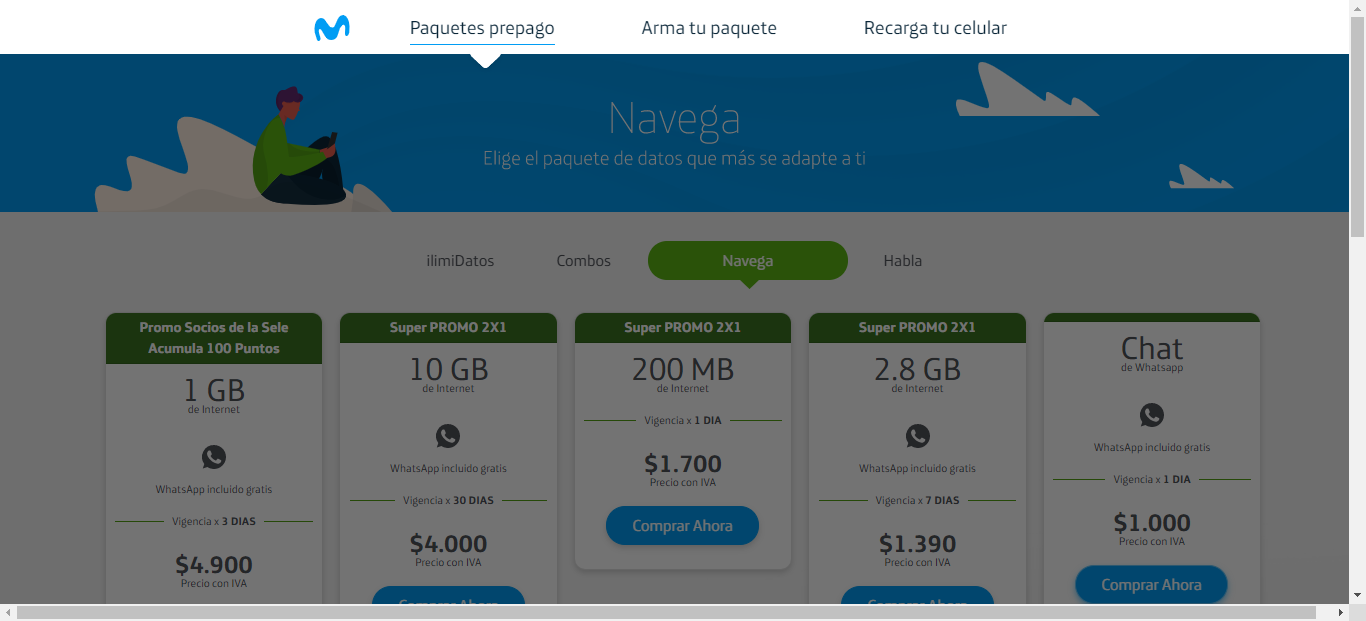 Paquetes prepago
Arma tu paquete
Recarga tu celular
Navega
Elige el paquete de datos que más se adapte a ti
ilimiDatos
Combos
Navega
Habla
Promo Socios de la Sele
Acumula 100 Puntos
1 GB
de Internet
WhatsApp incluido gratis
Vigencia x 3 DIAS
$4.900
Precio con IVA
Super PROMO 2X1
10 GB
de Internet
WhatsApp incluido gratis
Vigencia x 30 DIAS
$4.000
Precio con IVA
Comprar Ahora
Super PROMO 2X1
200 MB
de Internet
Vigencia x 1 DIA
$1.700
Precio con IVA
Comprar Ahora
Super PROMO 2X1
2.8 GB
de Internet
WhatsApp incluido gratis
Vigencia x 7 DIAS
$1.390
Precio con IVA
Comprar Ahora
Chat
de Whatsapp
WhatsApp incluido gratis
Vigencia x 1 DIA
$1.000
Precio con IVA
Comprar Ahora